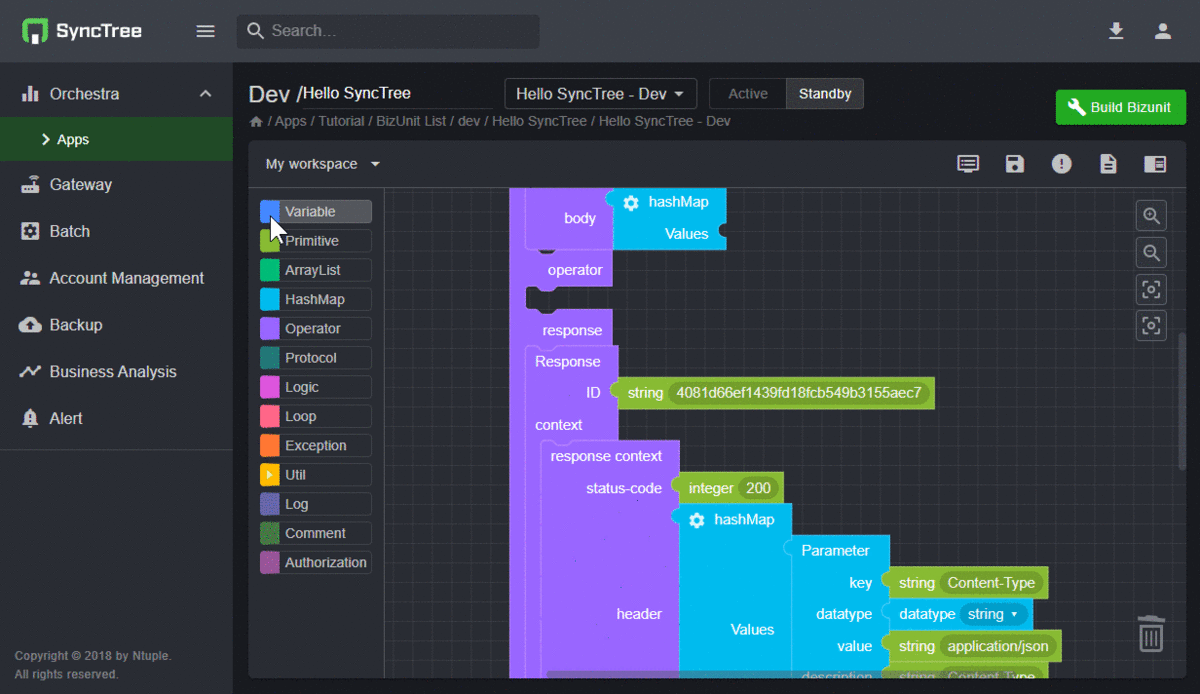 SyncTree
Search...
Orchestra
Apps
Gateway
Batch
Account Management
Backup
Business Analysis
Alert
Copyright © 2018 by Ntuple.
All rights reserved.
Dev /Hello SyncTree
Hello SyncTree - Dev
Active
Standby
Build Bizunit
/ Apps / Tutorial / BizUnit List / dev / Hello SyncTree / Hello SyncTree - Dev
My workspace
Variable
Primitive
ArrayList
HashMap
Operator
Protocol
Logic
Loop
Exception
Util
Log
Comment
Authorization
body
hashMap
Values
operator
response
Response
ID
string 4081d66ef1439fd18fcb549b3155aec7
context
response context
status-code
integer 200
hashMap
Parameter
key
string Content-Type
datatype
datatype string
header
Values
value
string application/json
description
string Content-Type